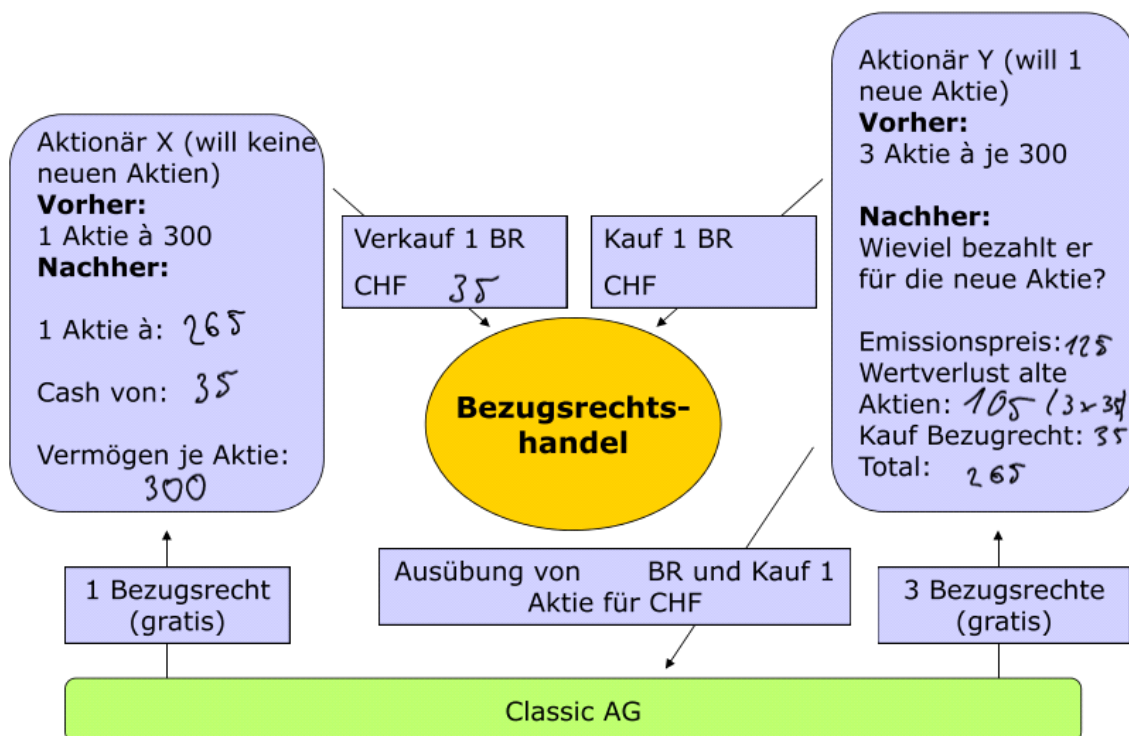 Aktionär X (will keine
neuen Aktien)
Vorher:
1 Aktie à 300
Nachher:
1 Aktie à: 265
Cash von: 35
Vermögen je Aktie:
300
Verkauf 1 BR
CHF 35
Kauf 1 BR
CHF
Aktionär Y (will 1
neue Aktie)
Vorher:
3 Aktie à je 300
Nachher:
Wieviel bezahlt er
für die neue Aktie?
Emissionspreis: 125
Wertverlust alte
Aktien: 105 (3x35)
Kauf Bezugrecht: 35
Total: 265
Bezugsrechts-
handel
1 Bezugsrecht
(gratis)
Ausübung von BR und Kauf 1
Aktie für CHF
3 Bezugsrechte
(gratis)
Classic AG